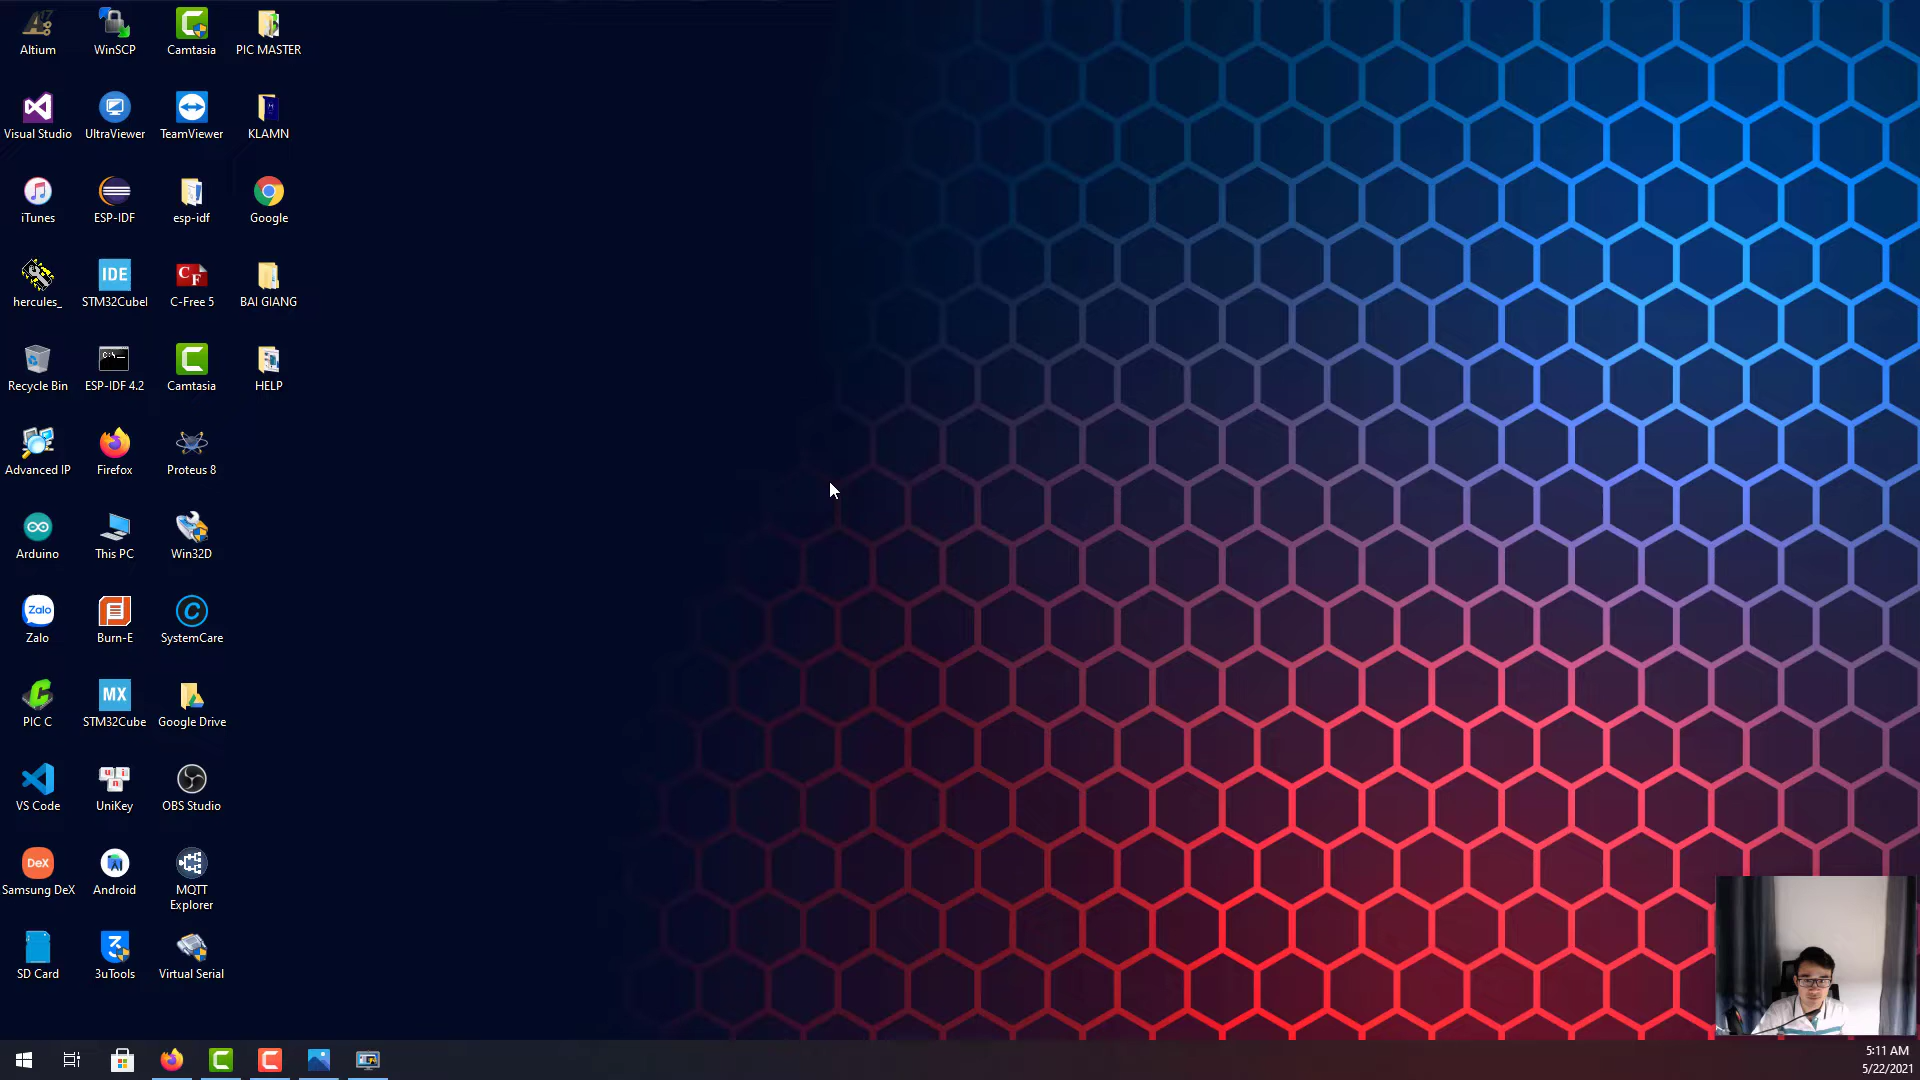 Altium
WinSCP
Camtasia
PIC MASTER
Visual Studio
UltraViewer
TeamViewer
KLAMN
iTunes
ESP-IDF
esp-idf
Google
hercules_
IDE
STM32CubeI
C-Free 5
BAI GIANG
Recycle Bin
ESP-IDF 4.2
Camtasia
HELP
Advanced IP
Firefox
Proteus 8
Arduino
This PC
Win32D
Zalo
Zalo
Burn-E
SystemCare
PIC C
MX
STM32Cube
Google Drive
VS Code
UniKey
OBS Studio
DeX
Samsung DeX
Android
MQTT
Explorer
SD Card
3uTools
Virtual Serial
5:11 AM
5/22/2021